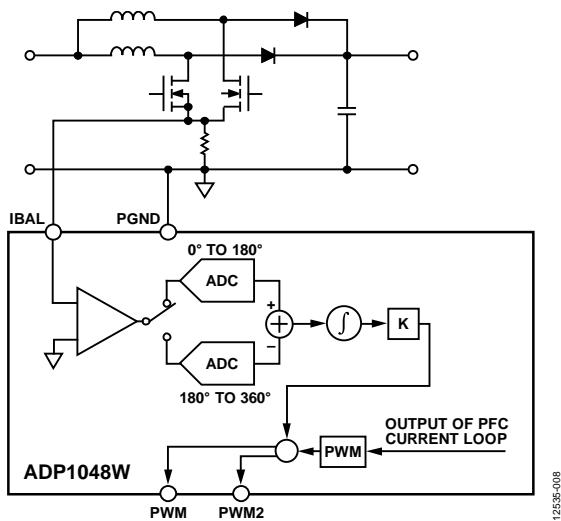 IBAL
PGND
0° TO 180°
ADC
+
∫
K
−
ADC
180° TO 360°
OUTPUT OF PFC
CURRENT LOOP
PWM
ADP1048W
PWM
PWM2
12535-008